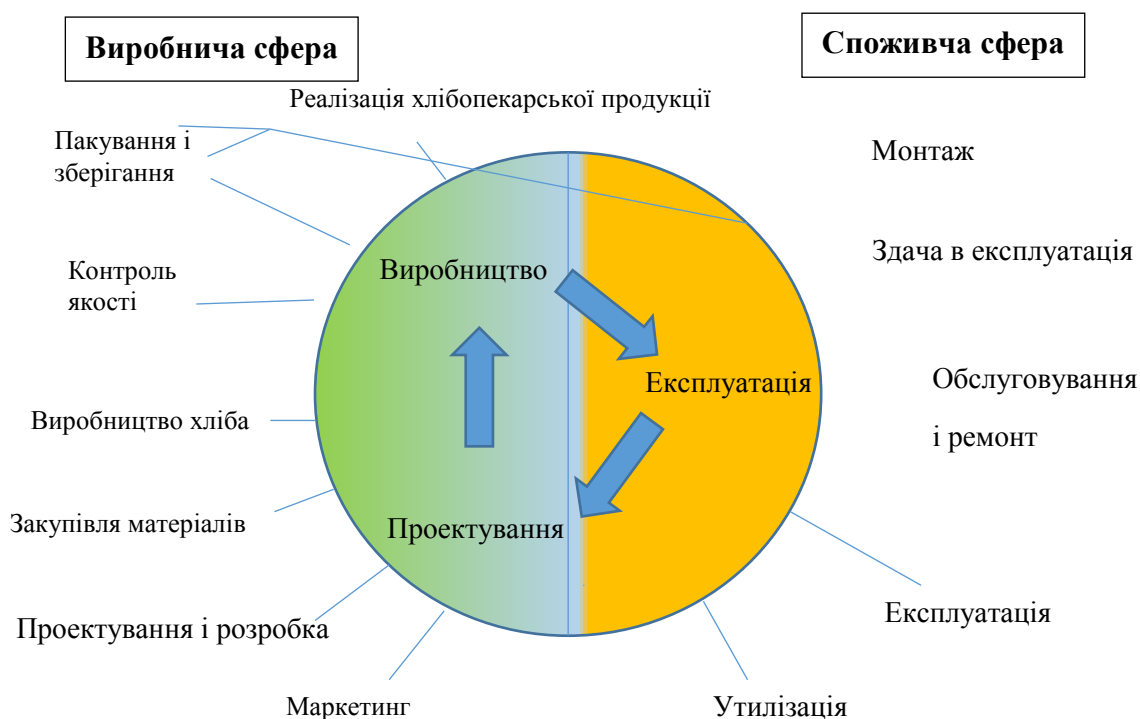 Виробнича сфера
Споживча сфера
Реалізація хлібопекарської продукції
Пакування і
зберігання
Монтаж
Контроль
якості
Здача в експлуатація
Виробництво
Експлуатація
Обслуговування
і ремонт
Виробництво хліба
Закупівля матеріалів
Проектування
Проектування і розробка
Експлуатація
Маркетинг
Утилізація